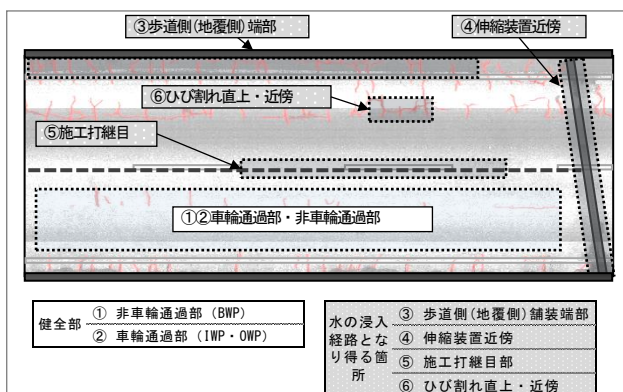 ③歩道側(地覆側)端部
④伸縮装置近傍
⑥ひび割れ直上・近傍
⑤施工打継目
①②車輪通過部・非車輪通過部
健全部
① 非車輪通過部 (BWP)
② 車輪通過部 (IWP・OWP)
水の浸入
経路とな
り得る箇
所
③ 歩道側(地覆側)舗装端部
④ 伸縮装置近傍
⑤ 施工打継目部
⑥ ひび割れ直上・近傍